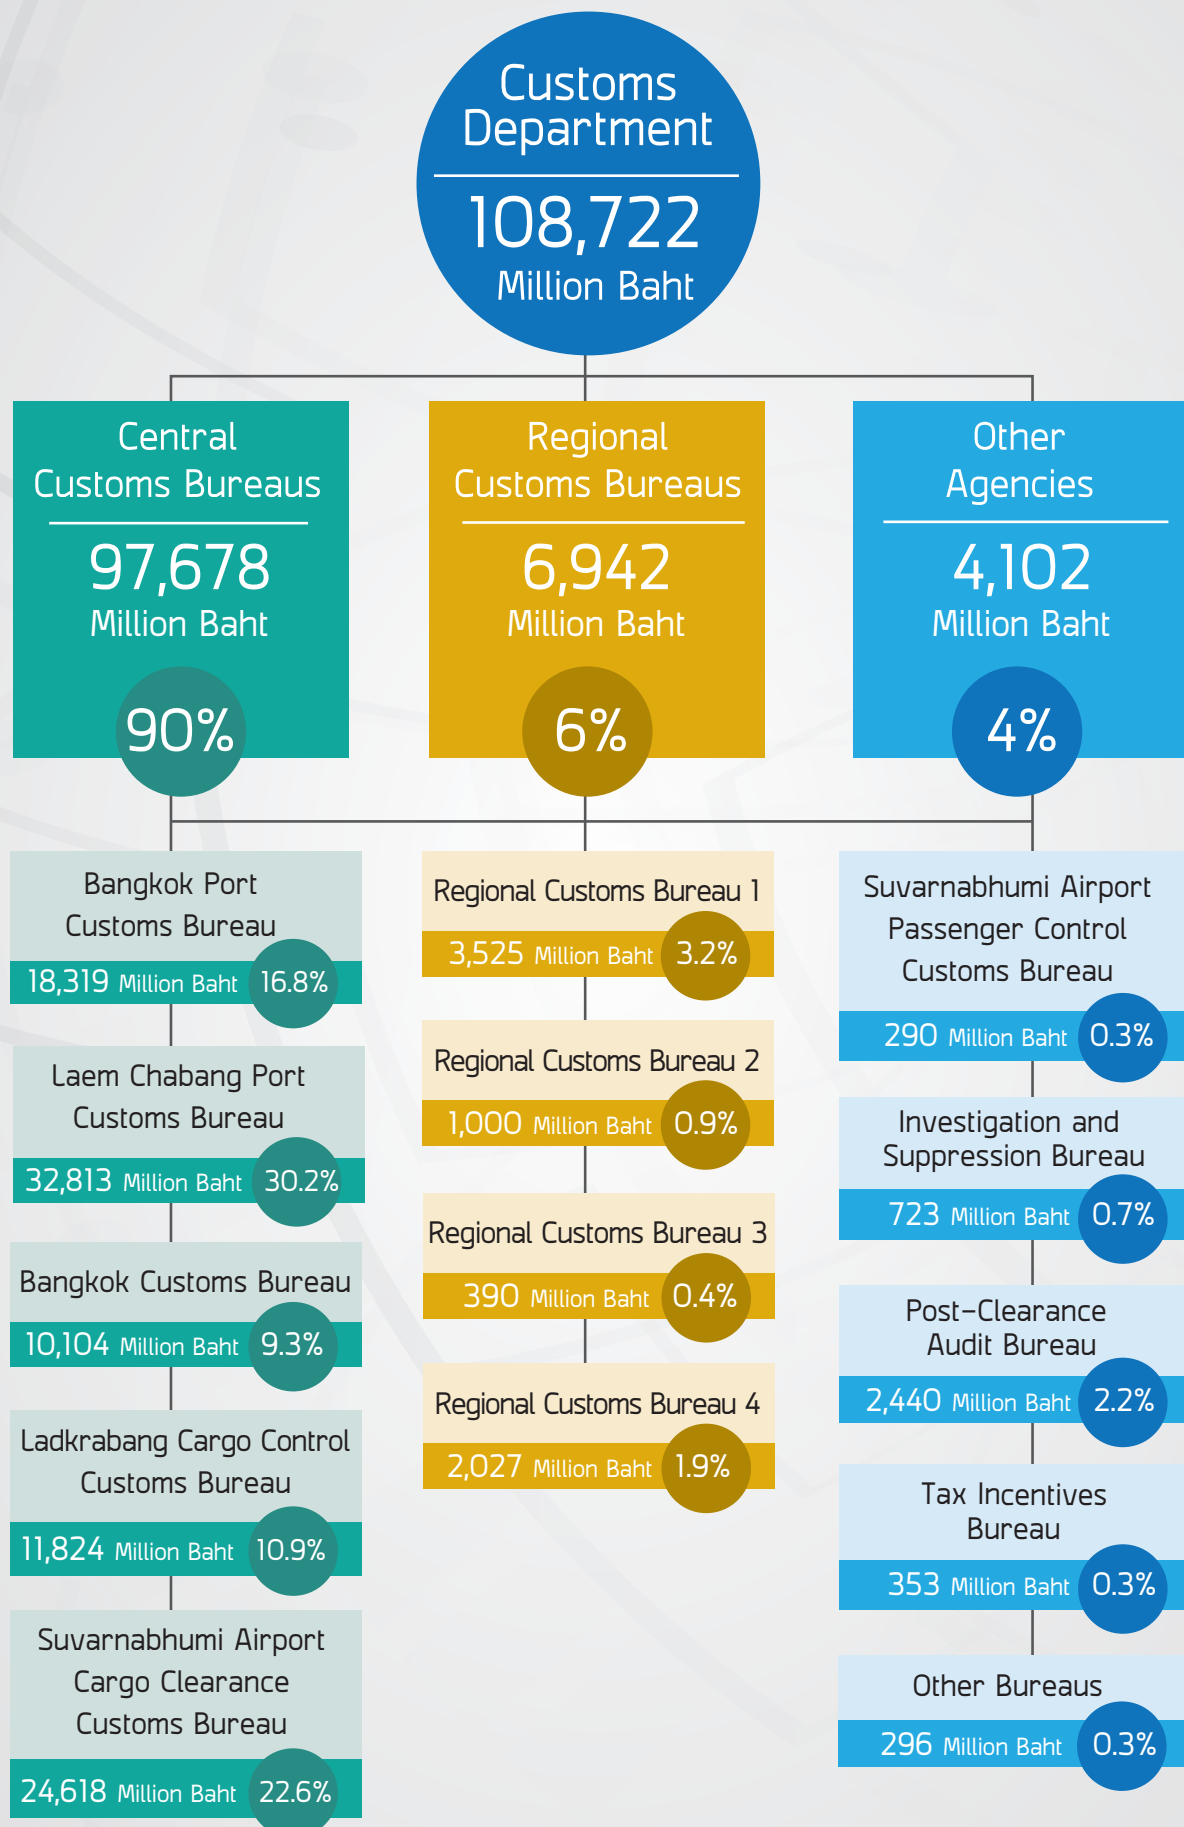 Customs
Department
108,722
Million Baht
Central
Customs Bureaus
97,678
Million Baht
90%
Regional
Customs Bureaus
6,942
Million Baht
6%
Other
Agencies
4,102
Million Baht
4%
Bangkok Port
Customs Bureau
18,319 Million Baht 16.8%
Laem Chabang Port
Customs Bureau
32,813 Million Baht 30.2%
Bangkok Customs Bureau
10,104 Million Baht 9.3%
Ladkrabang Cargo Control
Customs Bureau
11,824 Million Baht 10.9%
Suvarnabhumi Airport
Cargo Clearance
Customs Bureau
24,618 Million Baht 22.6%
Regional Customs Bureau 1
3,525 Million Baht 3.2%
Regional Customs Bureau 2
1,000 Million Baht 0.9%
Regional Customs Bureau 3
390 Million Baht 0.4%
Regional Customs Bureau 4
2,027 Million Baht 1.9%
Suvarnabhumi Airport
Passenger Control
Customs Bureau
290 Million Baht 0.3%
Investigation and
Suppression Bureau
723 Million Baht 0.7%
Post-Clearance
Audit Bureau
2,440 Million Baht 2.2%
Tax Incentives
Bureau
353 Million Baht 0.3%
Other Bureaus
296 Million Baht 0.3%